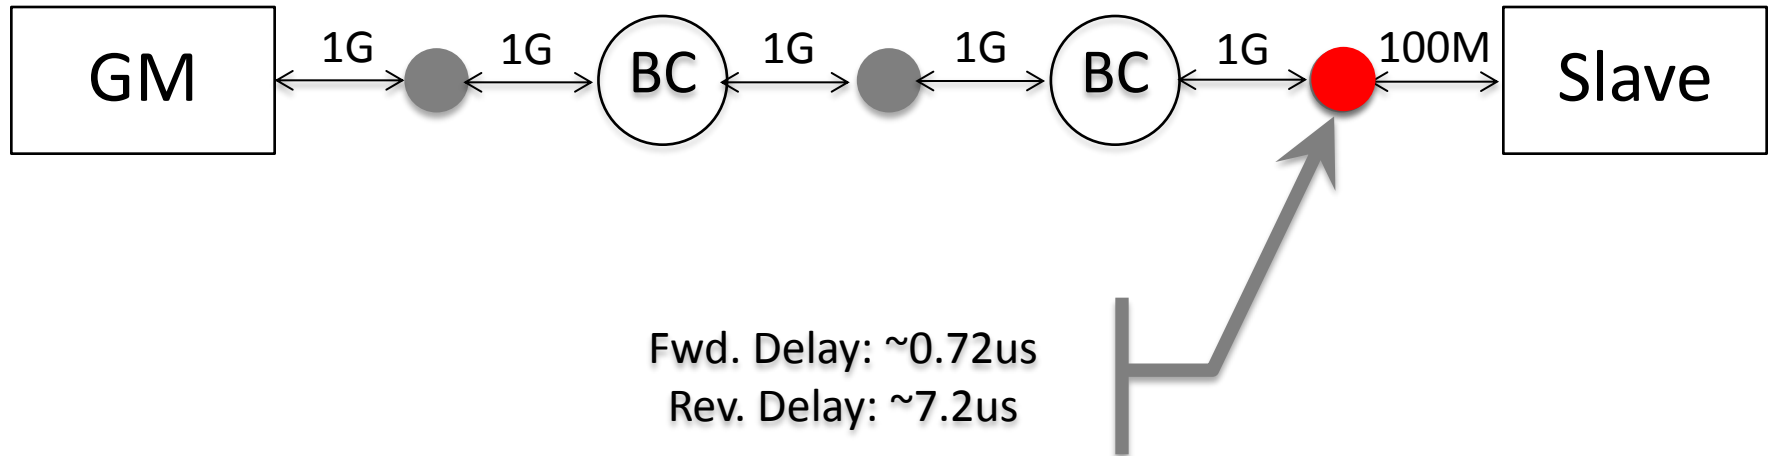 GM
1G
1G
BC
1G
1G
BC
1G
100M
Slave
Fwd. Delay: ~0.72us
Rev. Delay: ~7.2us